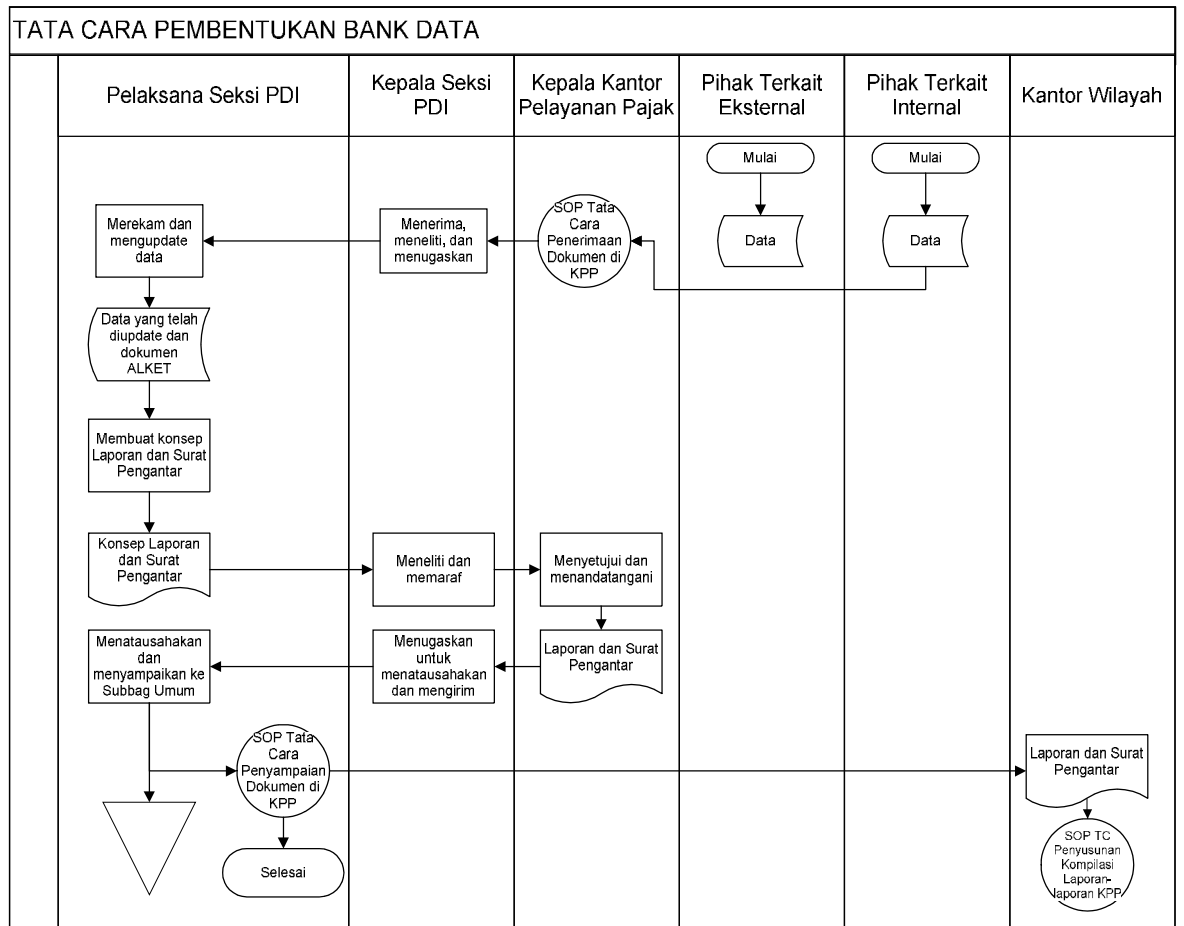 TATA CARA PEMBENTUKAN BANK DATA
Pelaksana Seksi PDI
Kepala Seksi
PDI
Kepala Kantor
Pelayanan Pajak
Pihak Terkait
Eksternal
Pihak Terkait
Internal
Kantor Wilayah
Mulai
Mulai
Merekam dan
mengupdate
data
Menerima,
meneliti, dan
menugaskan
SOP Tata
Cara
Penerimaan
Dokumen di
KPP
Data
Data
Data yang telah
diupdate dan
dokumen
ALKET
Membuat konsep
Laporan dan Surat
Pengantar
Konsep Laporan
dan Surat
Pengantar
Meneliti dan
memaraf
Menyetujui dan
menandatangani
Menatausahakan
dan
menyampaikan ke
Subbag Umum
Menugaskan
untuk
menatausahakan
dan mengirim
Laporan dan Surat
Pengantar
SOP Tata
Cara
Penyampaian
Dokumen di
KPP
Laporan dan Surat
Pengantar
Selesai
SOP TC
Penyusunan
Kompilasi
Laporan-
laporan KPP